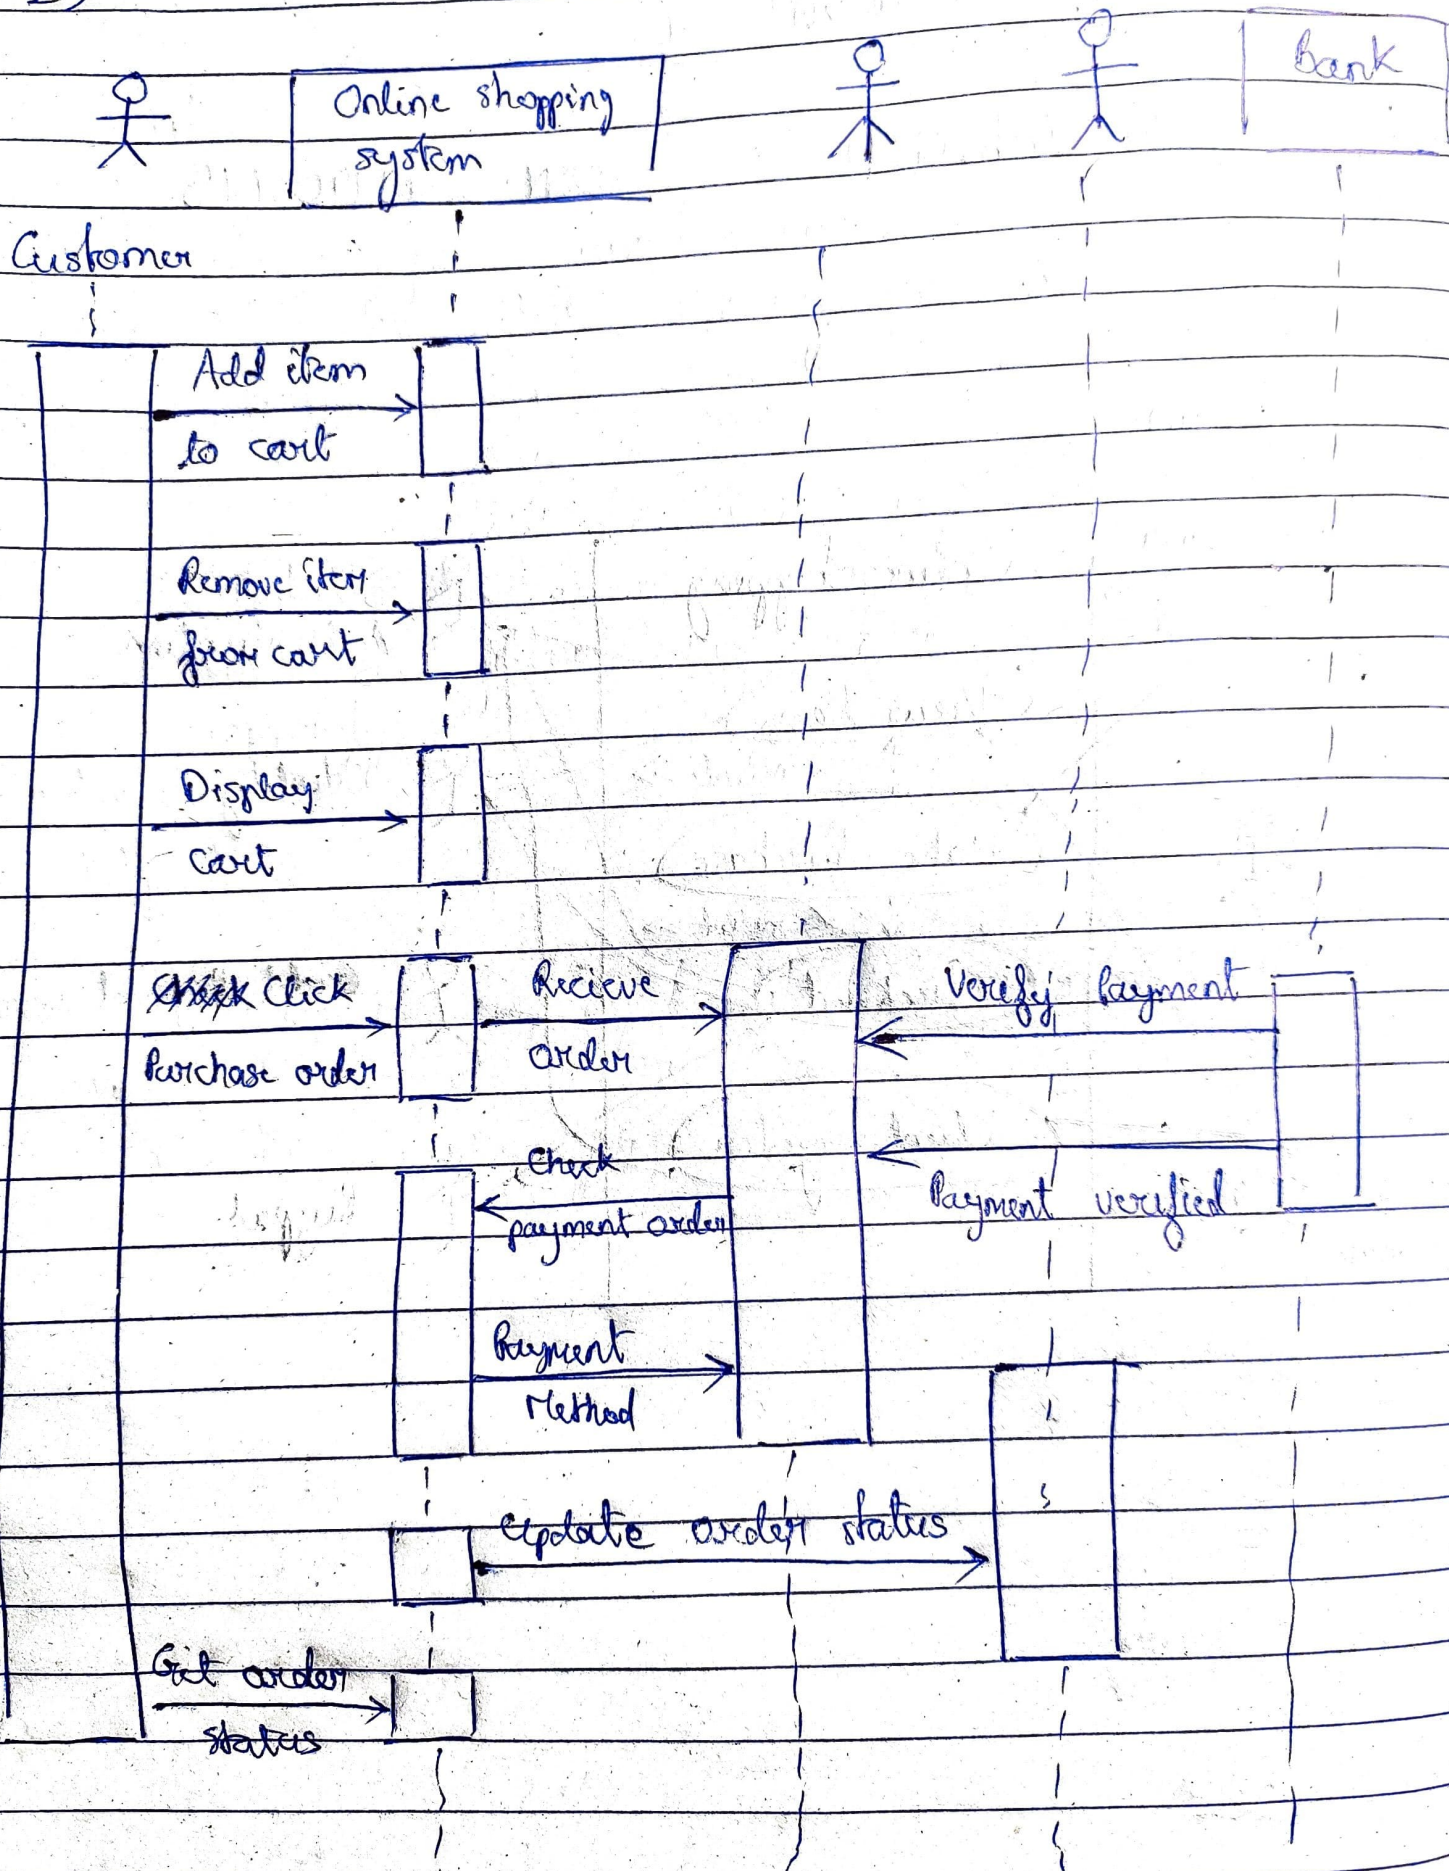 Bank
Online shopping
system
Customer
Add item
to cart
Remove item
from cart
Display
Cart
Click
Purchase order
Recieve
order
Verify Payment
Check
payment order
Payment verified
Payment
Method
Update order status
Get order
status